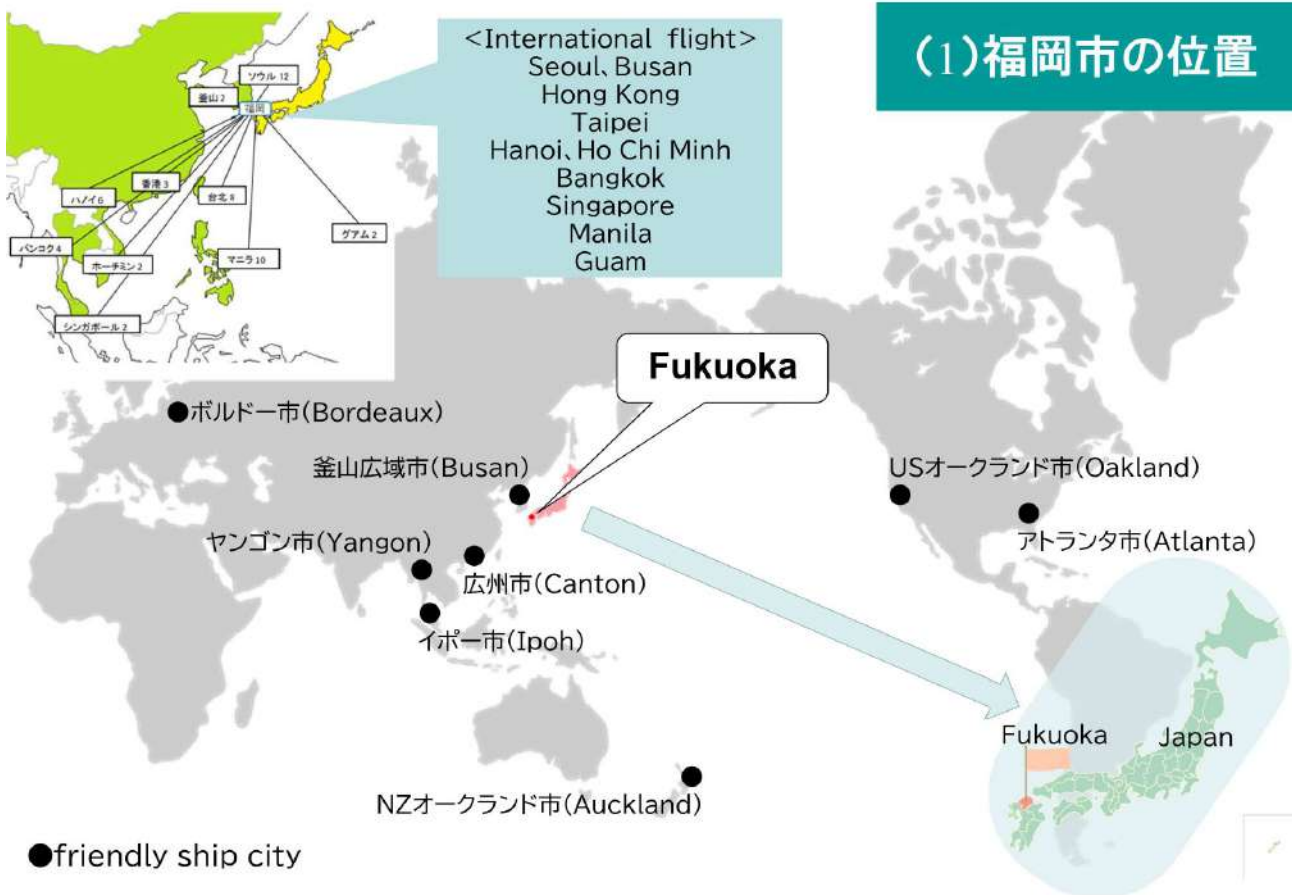 (1)福岡市の位置
<International flight>
Seoul、Busan
Hong Kong
Taipei
Hanoi、Ho Chi Minh
Bangkok
Singapore
Manila
Guam
ソウル 12
釜山 2
福岡
香港 3
ハノイ 6
台北 8
グアム 2
バンコク 4
ホーチミン 2
マニラ 10
シンガポール 2
Fukuoka
●ボルドー市(Bordeaux)
釜山広域市(Busan)
USオークランド市(Oakland)
ヤンゴン市(Yangon)
アトランタ市(Atlanta)
広州市(Canton)
イポー市(Ipoh)
Fukuoka
Japan
NZオークランド市(Auckland)
●friendly ship city